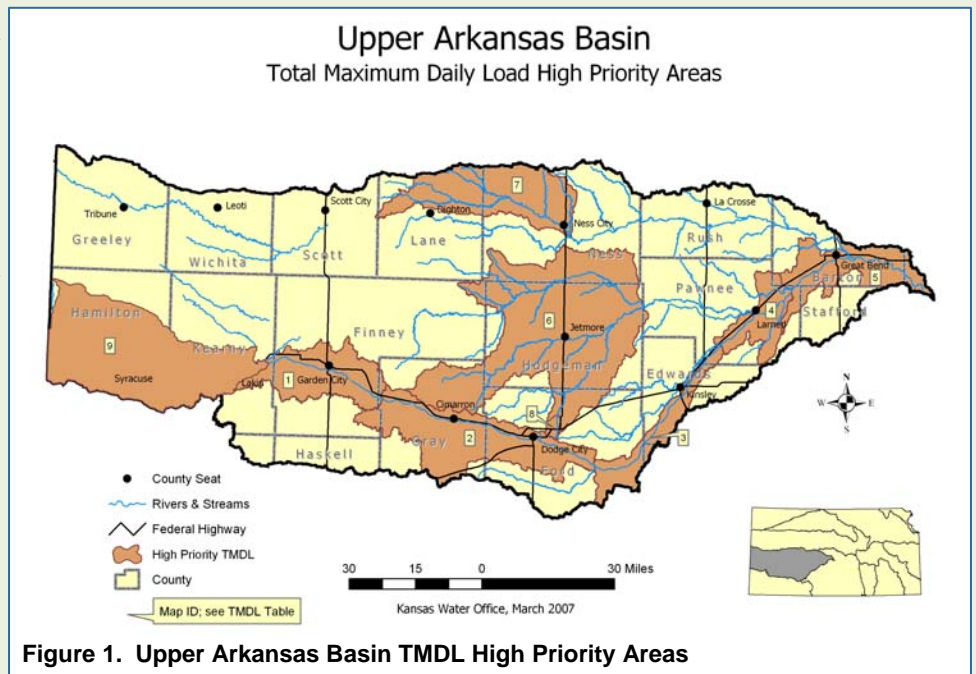 Upper Arkansas Basin
Total Maximum Daily Load High Priority Areas
7
Tribune
Leoti
Scott City
Dighton
Ness City
La Crosse
Greeley
Wichita
Scott
Lane
Ness
Rush
Great Bend
Barton
5
Pawnee
Stafford
Hamilton
Finney
6
Jetmore
4
Larned
9
Kearny
Hodgeman
Syracuse
Lakin
1
Garden City
Edwards
Kinsley
Cimarron
8
Gray
2
Dodge City
3
Haskell
Ford
N
W
E
S
County Seat
Rivers & Streams
Federal Highway
High Priority TMDL
County
Map ID; see TMDL Table
30 15 0 30 Miles
Kansas Water Office, March 2007
Figure 1. Upper Arkansas Basin TMDL High Priority Areas